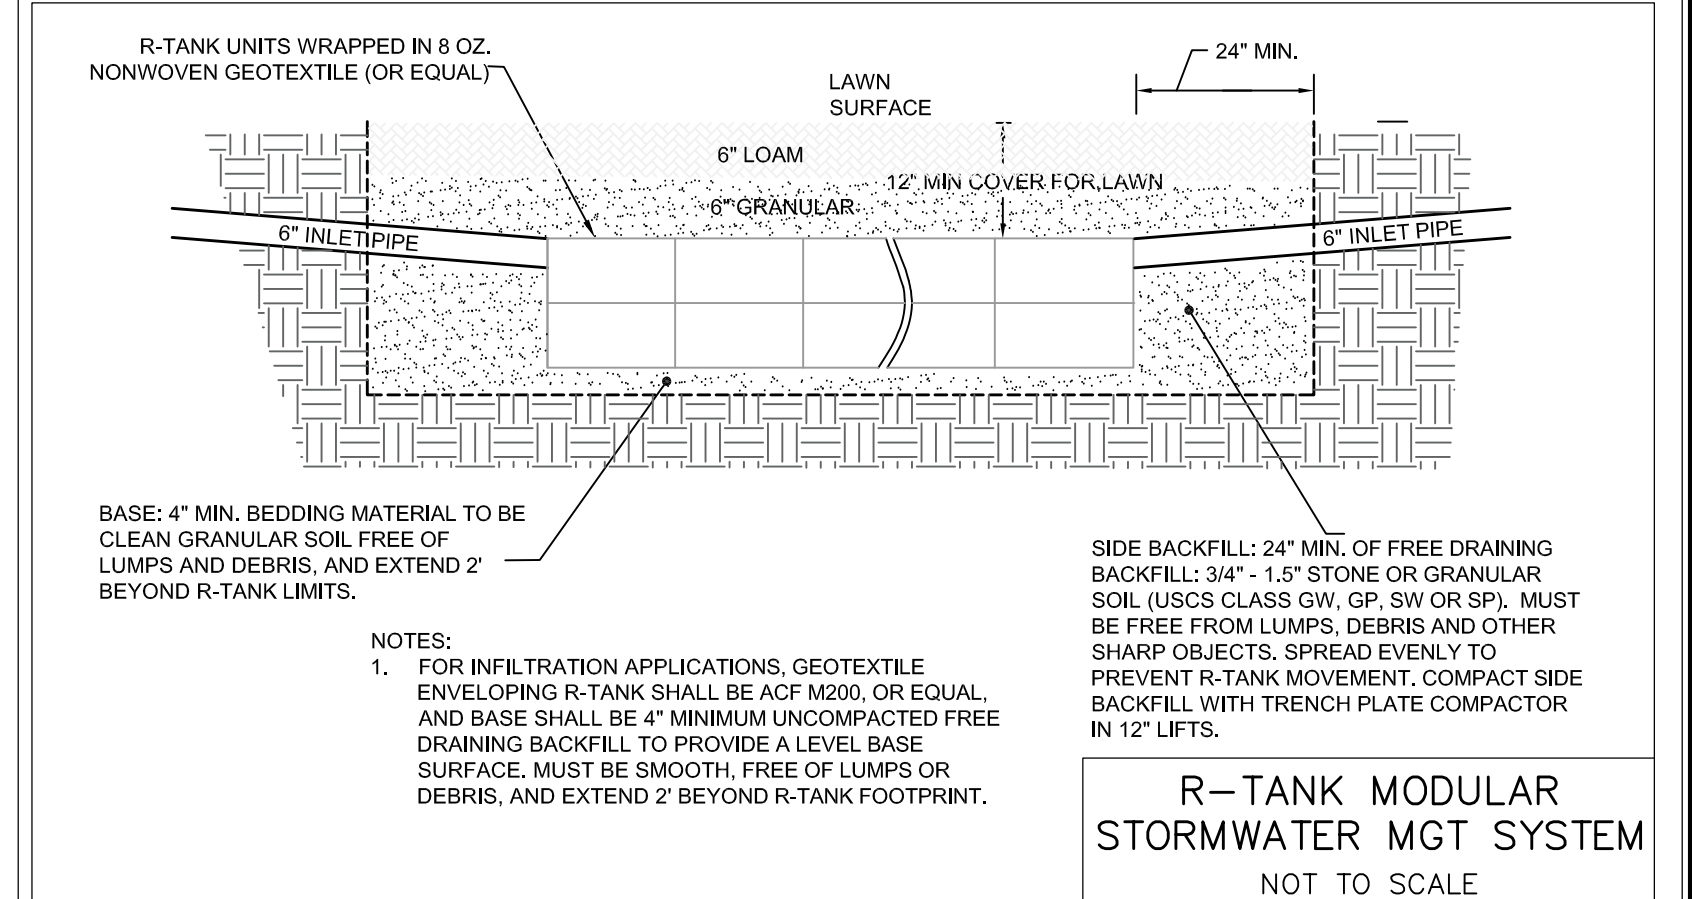 R-TANK UNITS WRAPPED IN 8 OZ.
NONWOVEN GEOTEXTILE (OR EQUAL)
24" MIN.
LAWN
SURFACE
6" LOAM
12" MIN COVER FOR LAWN
6" GRANULAR
6" INLET PIPE
6" INLET PIPE
BASE: 4" MIN. BEDDING MATERIAL TO BE
CLEAN GRANULAR SOIL FREE OF
LUMPS AND DEBRIS, AND EXTEND 2'
BEYOND R-TANK LIMITS.
SIDE BACKFILL: 24" MIN. OF FREE DRAINING
BACKFILL: 3/4" - 1.5" STONE OR GRANULAR
SOIL (USCS CLASS GW, GP, SW OR SP). MUST
BE FREE FROM LUMPS, DEBRIS AND OTHER
SHARP OBJECTS. SPREAD EVENLY TO
PREVENT R-TANK MOVEMENT. COMPACT SIDE
BACKFILL WITH TRENCH PLATE COMPACTOR
IN 12" LIFTS.
NOTES:
1. FOR INFILTRATION APPLICATIONS, GEOTEXTILE
ENVELOPING R-TANK SHALL BE ACF M200, OR EQUAL,
AND BASE SHALL BE 4" MINIMUM UNCOMPACTED FREE
DRAINING BACKFILL TO PROVIDE A LEVEL BASE
SURFACE. MUST BE SMOOTH, FREE OF LUMPS OR
DEBRIS, AND EXTEND 2' BEYOND R-TANK FOOTPRINT.
R-TANK MODULAR
STORMWATER MGT SYSTEM
NOT TO SCALE